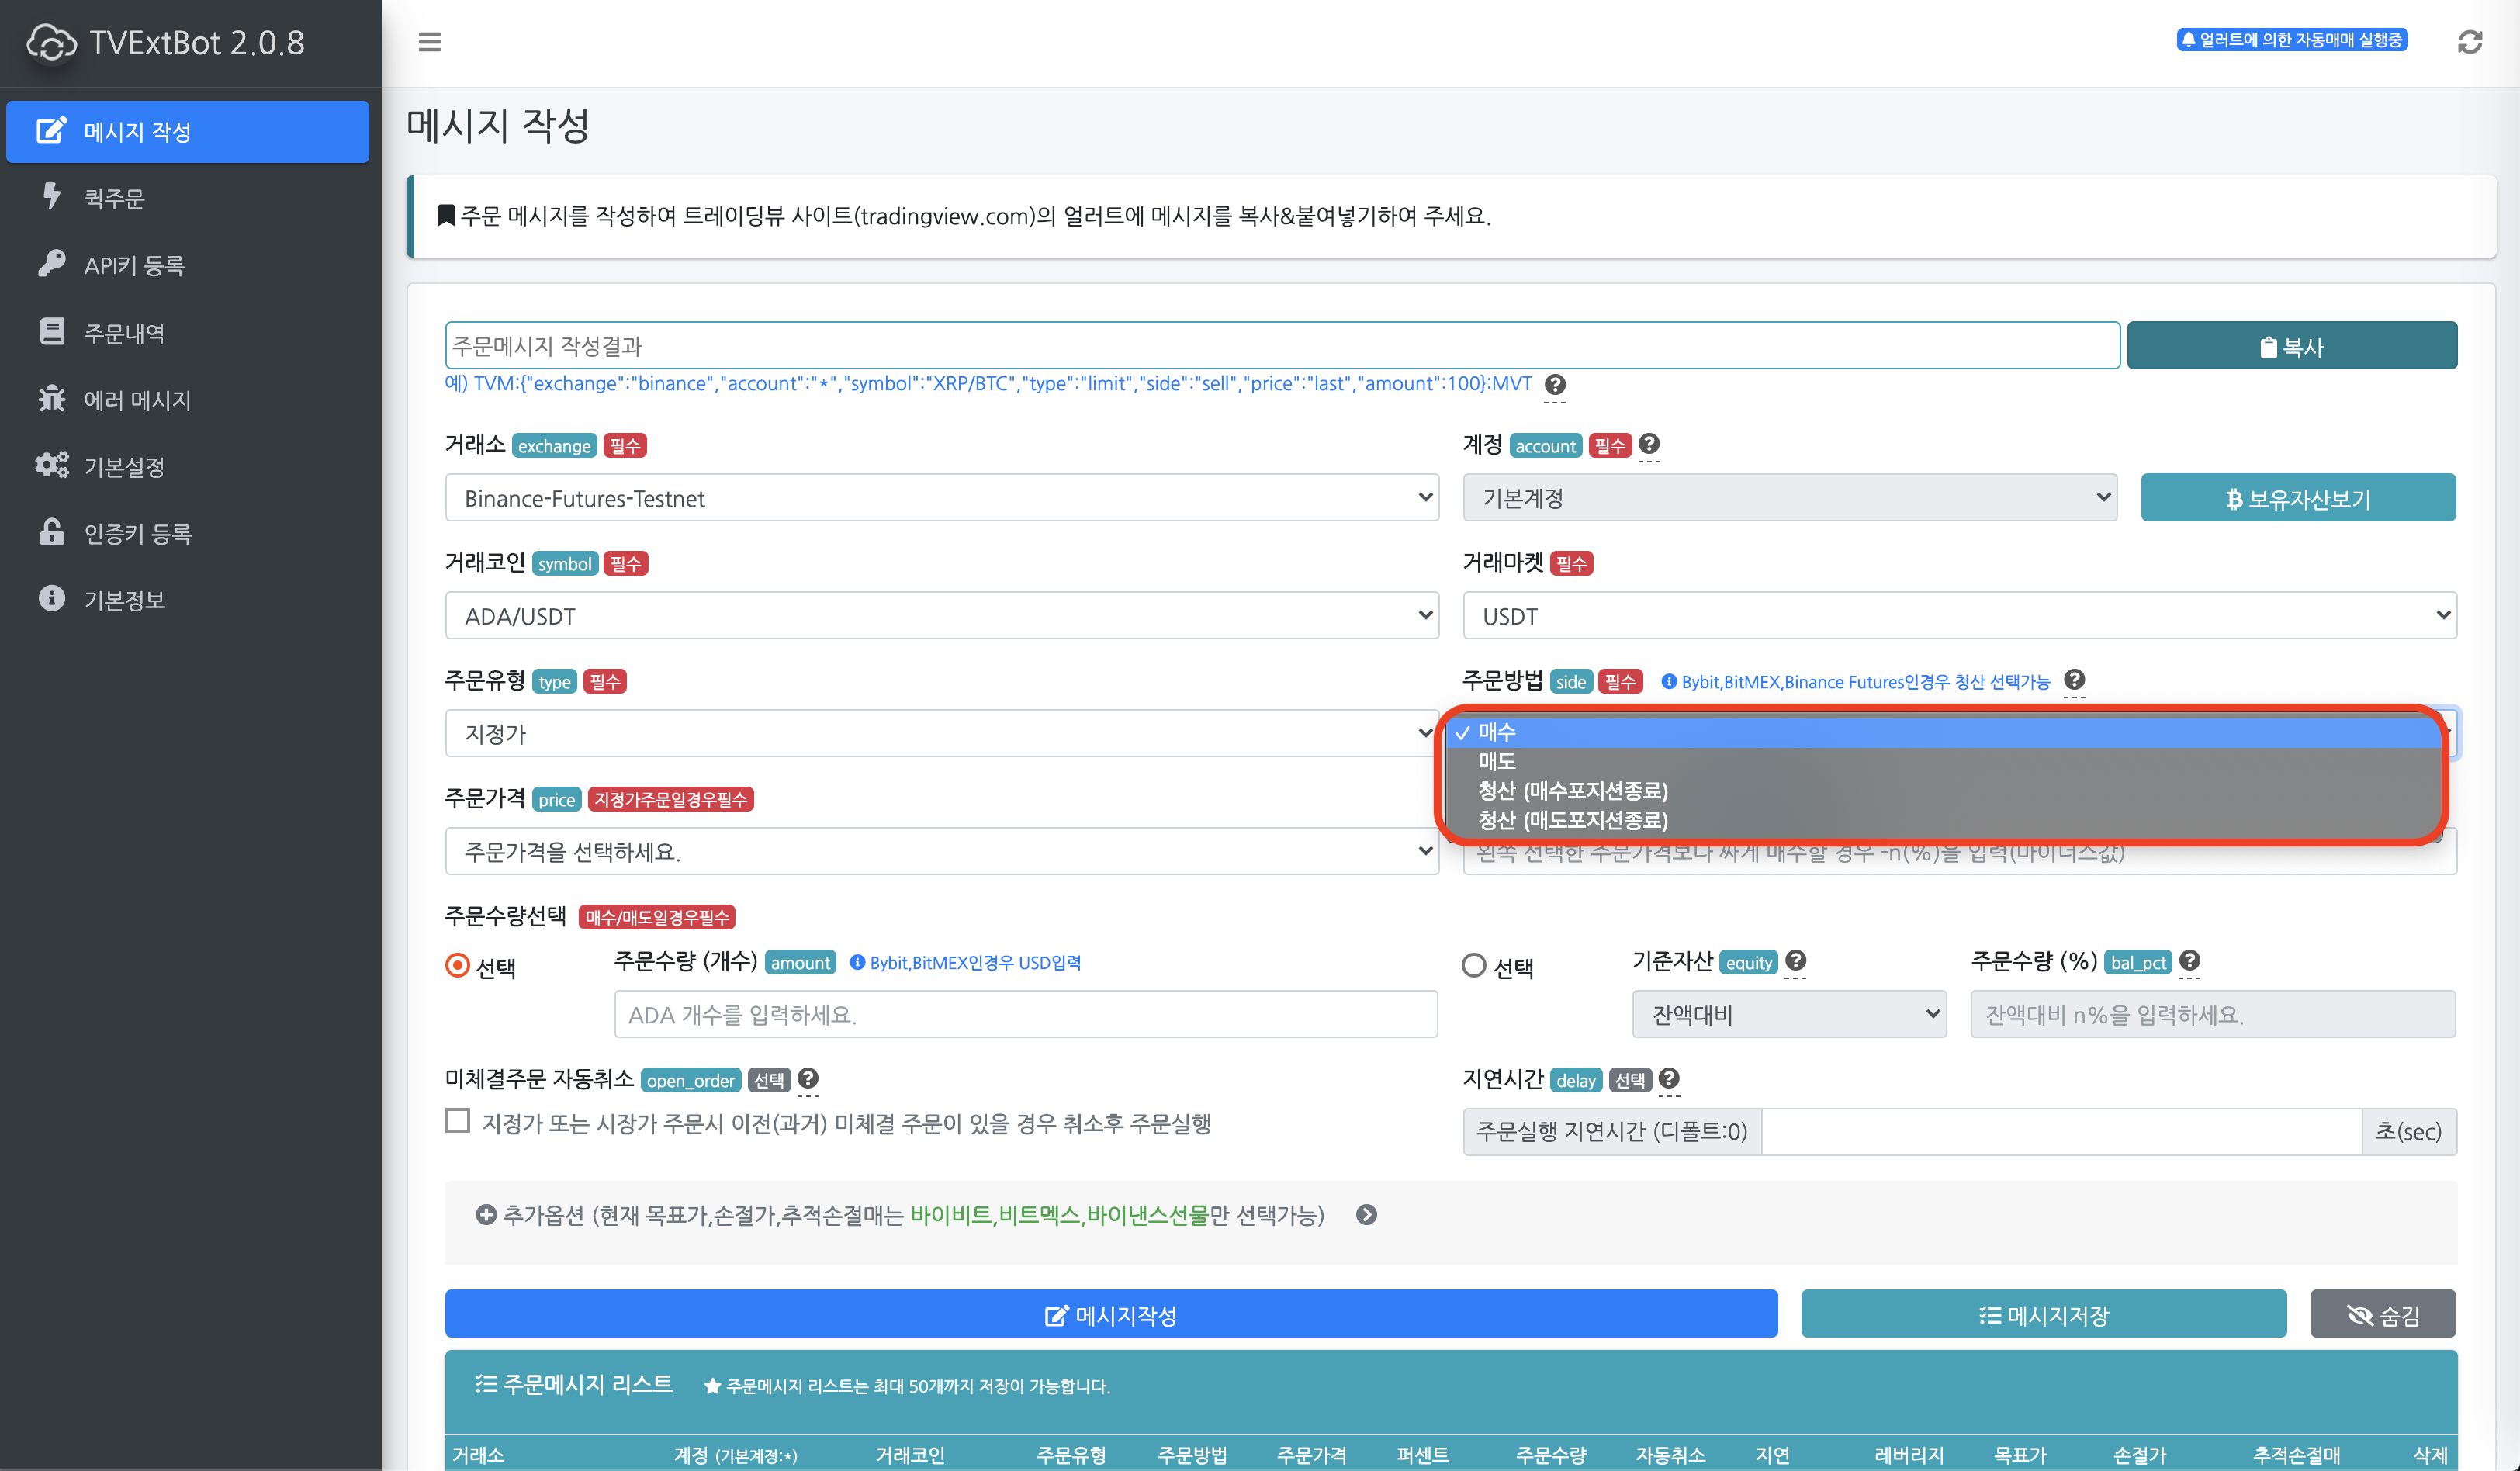 TVExtBot 2.0.8
얼러트에 의한 자동매매 실행중
메시지 작성
퀵주문
API키 등록
주문내역
에러 메시지
기본설정
인증키 등록
기본정보
메시지 작성
주문 메시지를 작성하여 트레이딩뷰 사이트(tradingview.com)의 얼러트에 메시지를 복사&붙여넣기하여 주세요.
주문메시지 작성결과
복사
예) TVM:{"exchange":"binance","account":"*","symbol":"XRP/BTC","type":"limit","side":"sell","price":"last","amount":100}:MVT
거래소 exchange 필수
계정 account 필수
Binance-Futures-Testnet
기본계정
보유자산보기
거래코인 symbol 필수
거래마켓 필수
ADA/USDT
USDT
주문유형 type 필수
주문방법 side 필수 Bybit,BitMEX,Binance Futures인경우 청산 선택가능
지정가
매수
매도
청산 (매수포지션종료)
청산 (매도포지션종료)
주문가격 price 지정가주문일경우필수
주문가격을 선택하세요.
왼쪽 선택한 주문가격보다 싸게 매수할 경우 -n(%)을 입력(마이너스값)
주문수량선택 매수/매도일경우필수
선택
주문수량 (개수) amount Bybit,BitMEX인경우 USD입력
선택
기준자산 equity
주문수량 (%) bal_pct
ADA 개수를 입력하세요.
잔액대비
잔액대비 n%을 입력하세요.
미체결주문 자동취소 open_order 선택
지연시간 delay 선택
지정가 또는 시장가 주문시 이전(과거) 미체결 주문이 있을 경우 취소후 주문실행
주문실행 지연시간 (디폴트:0)
초(sec)
추가옵션 (현재 목표가,손절가,추적손절매는 바이비트,비트멕스,바이낸스선물만 선택가능)
메시지작성
메시지저장
숨김
주문메시지 리스트 주문메시지 리스트는 최대 50개까지 저장이 가능합니다.
거래소 계정 (기본계정:*) 거래코인 주문유형 주문방법 주문가격 퍼센트 주문수량 자동취소 지연 레버리지 목표가 손절가 추적손절매 삭제